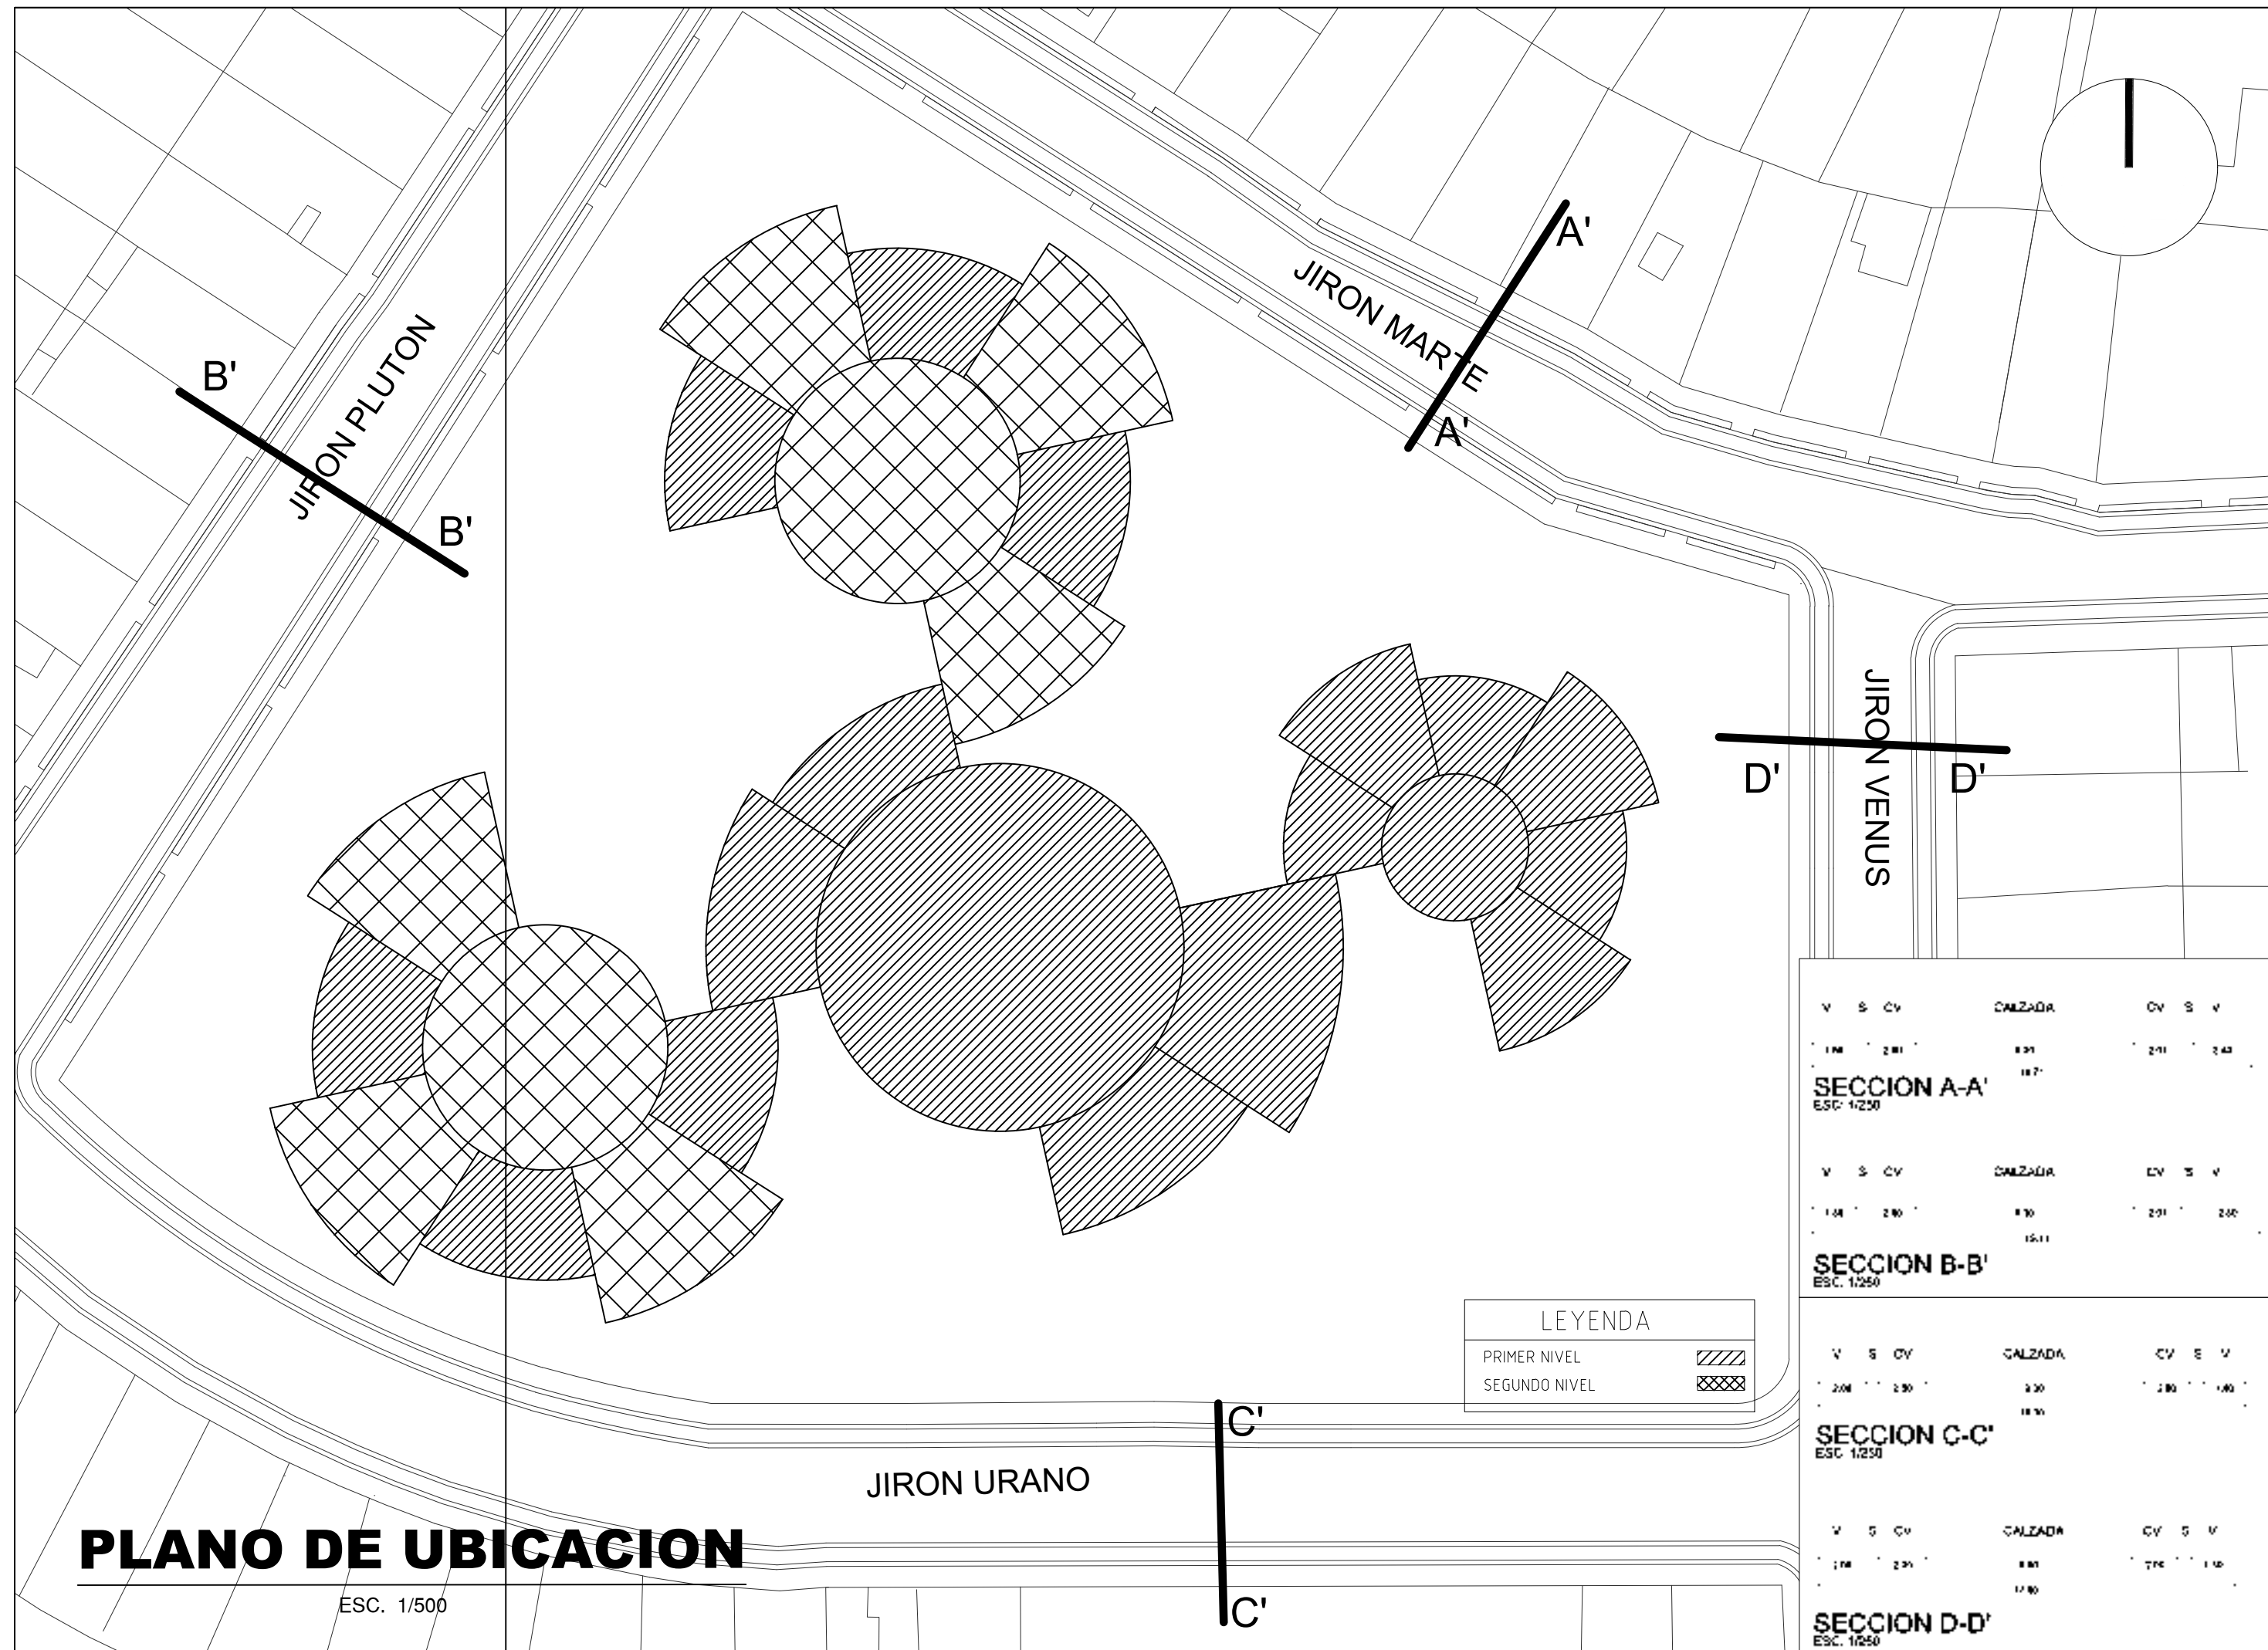 A'
JIRON MARTE
A'
B'
JIRON PLUTON
B'
JIRON VENUS
D'
D'
V S CV CALZADA CV S V
SECCION A-A'
ESC: 1/250
V S CV CALZADA CV S V
SECCION B-B'
ESC. 1/250
LEYENDA
PRIMER NIVEL
SEGUNDO NIVEL
V S CV CALZADA CV S V
SECCION C-C'
ESC 1/250
C'
JIRON URANO
C'
V S CV CALZADA CV S V
SECCION D-D'
ESC. 1/250
PLANO DE UBICACION
ESC. 1/500